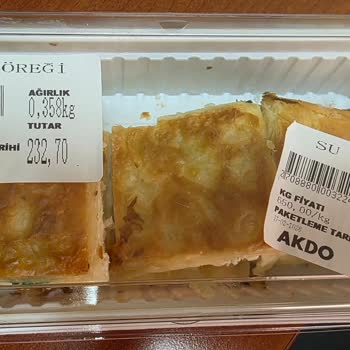 ÖREĞİ
AĞIRLIK
0,358kg
TUTAR
RİHİ 232,70
SU
KG FİYATI
650,00/kg
PAKETLEME TAR
AKDO